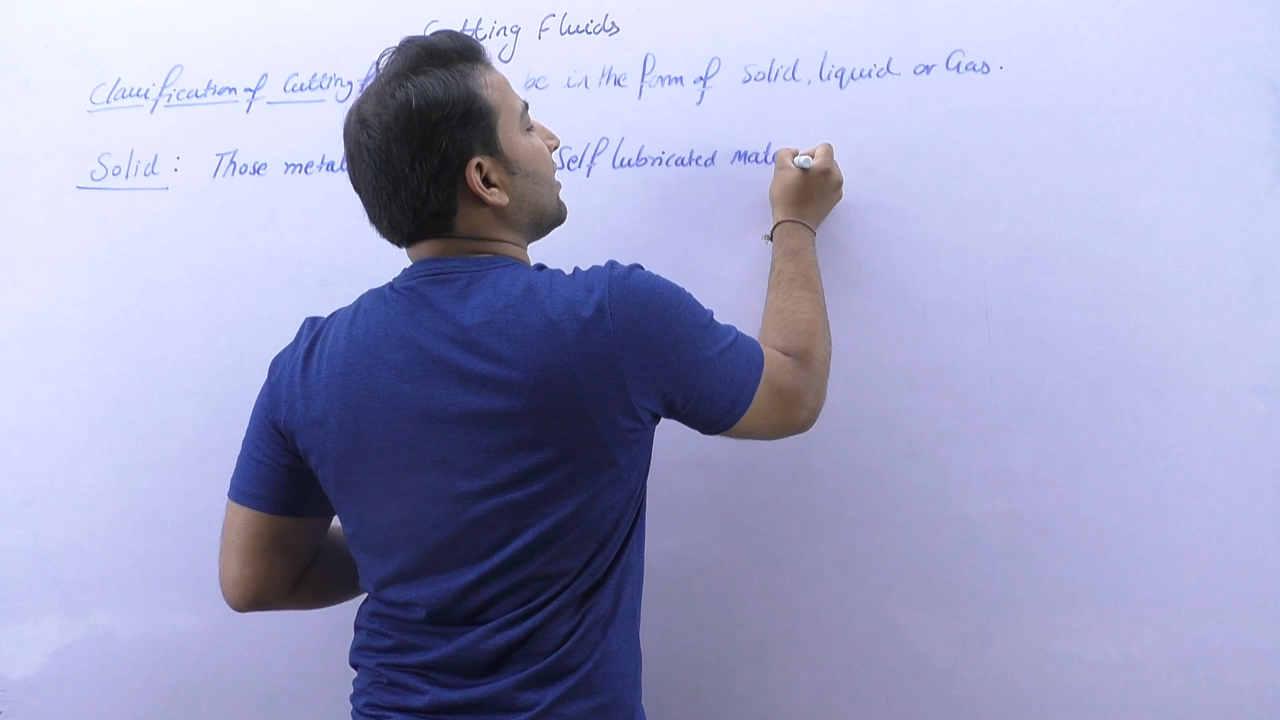 Cutting Fluids
Classification of Cutting be in the form of Solid, liquid or Gas.
Solid : Those metal Self lubricated Mate